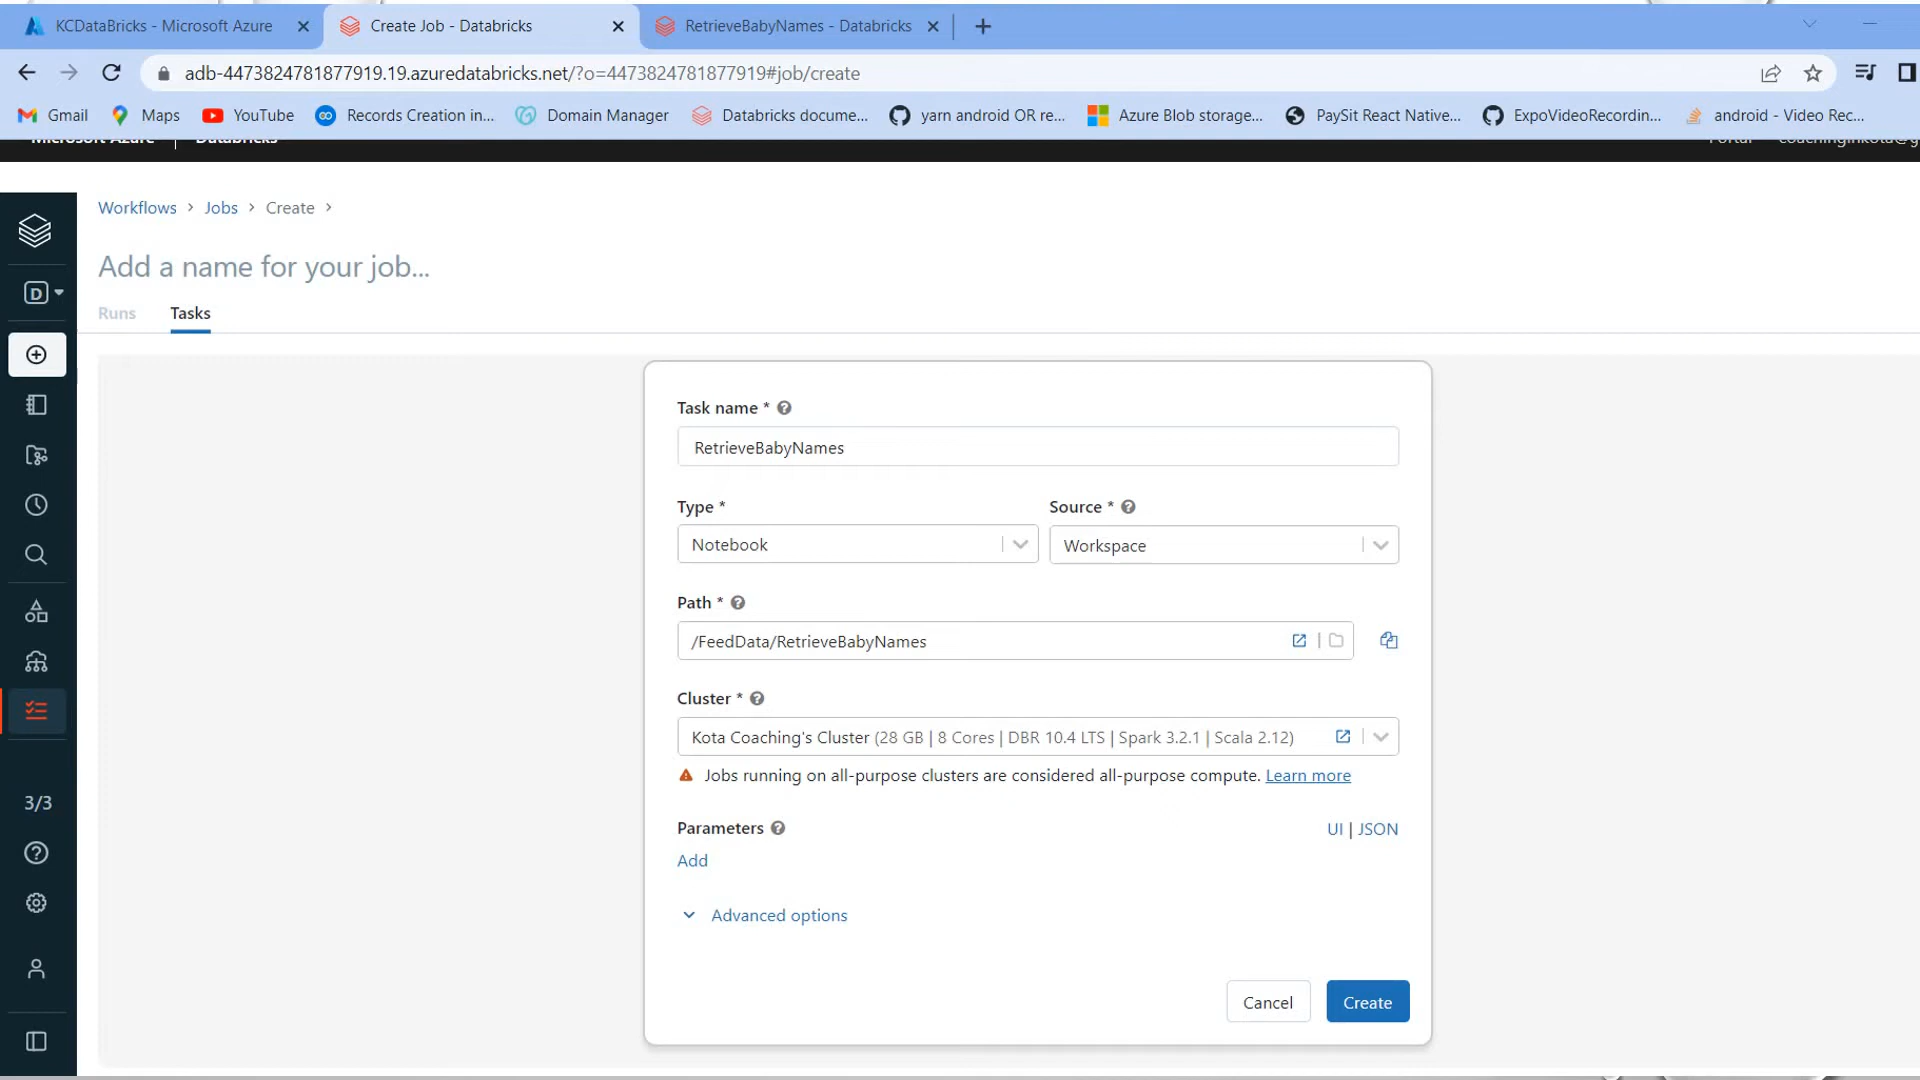 KCDataBricks - Microsoft Azure
Create Job - Databricks
RetrieveBabyNames - Databricks
adb-4473824781877919.19.azuredatabricks.net/?o=4473824781877919#job/create
Gmail
Maps
YouTube
Records Creation in...
Domain Manager
Databricks docume...
yarn android OR re...
Azure Blob storage...
PaySit React Native...
ExpoVideoRecordin...
android - Video Rec...
Microsoft Azure
Databricks
Portal
coachinginkota@g
Workflows > Jobs > Create >
Add a name for your job...
Runs
Tasks
D
3/3
Task name *
RetrieveBabyNames
Type *
Source *
Notebook
Workspace
Path *
/FeedData/RetrieveBabyNames
Cluster *
Kota Coaching's Cluster (28 GB | 8 Cores | DBR 10.4 LTS | Spark 3.2.1 | Scala 2.12)
Jobs running on all-purpose clusters are considered all-purpose compute. Learn more
Parameters
UI | JSON
Add
Advanced options
Cancel
Create